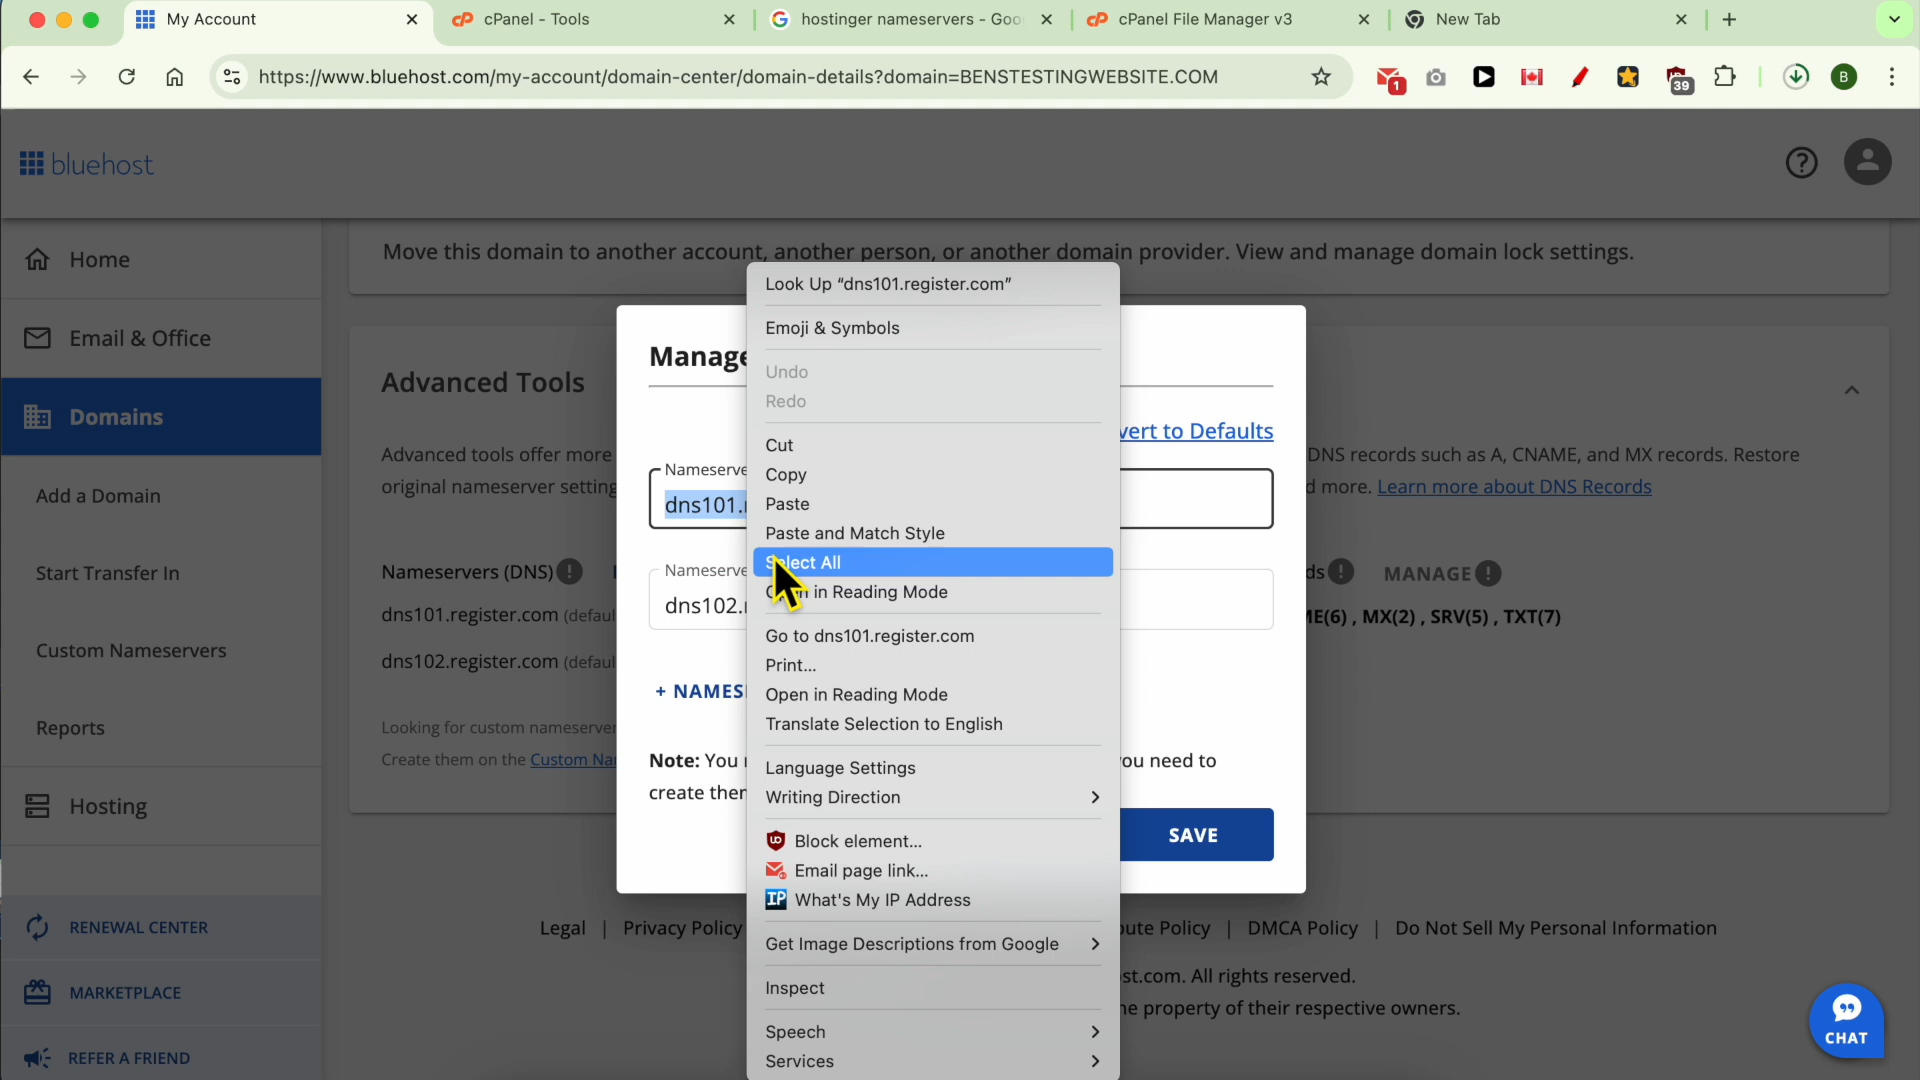 My Account
cPanel - Tools
hostinger nameservers - Goo
cPanel File Manager v3
New Tab
https://www.bluehost.com/my-account/domain-center/domain-details?domain=BENSTESTINGWEBSITE.COM
1
39
B
bluehost
Home
Email & Office
Domains
Add a Domain
Start Transfer In
Custom Nameservers
Reports
Hosting
RENEWAL CENTER
MARKETPLACE
REFER A FRIEND
Move this domain to another account, another person, or another domain provider. View and manage domain lock settings.
Advanced Tools
Advanced tools offer more
DNS records such as A, CNAME, and MX records. Restore
original nameserver setting
d more. Learn more about DNS Records
Nameservers (DNS)
dns101.register.com (defaul
dns102.register.com (defaul
Looking for custom nameserver
Create them on the Custom Na
ds
MANAGE
ME(6) , MX(2) , SRV(5) , TXT(7)
Manage
vert to Defaults
Nameserve
dns101.r
Nameserve
dns102.r
+ NAMES
Note: You
you need to
create then
SAVE
Look Up “dns101.register.com”
Emoji & Symbols
Undo
Redo
Cut
Copy
Paste
Paste and Match Style
Select All
Open in Reading Mode
Go to dns101.register.com
Print...
Open in Reading Mode
Translate Selection to English
Language Settings
Writing Direction
Block element...
Email page link...
IP What's My IP Address
Get Image Descriptions from Google
Inspect
Speech
Services
Legal | Privacy Policy
ute Policy | DMCA Policy | Do Not Sell My Personal Information
st.com. All rights reserved.
he property of their respective owners.
CHAT